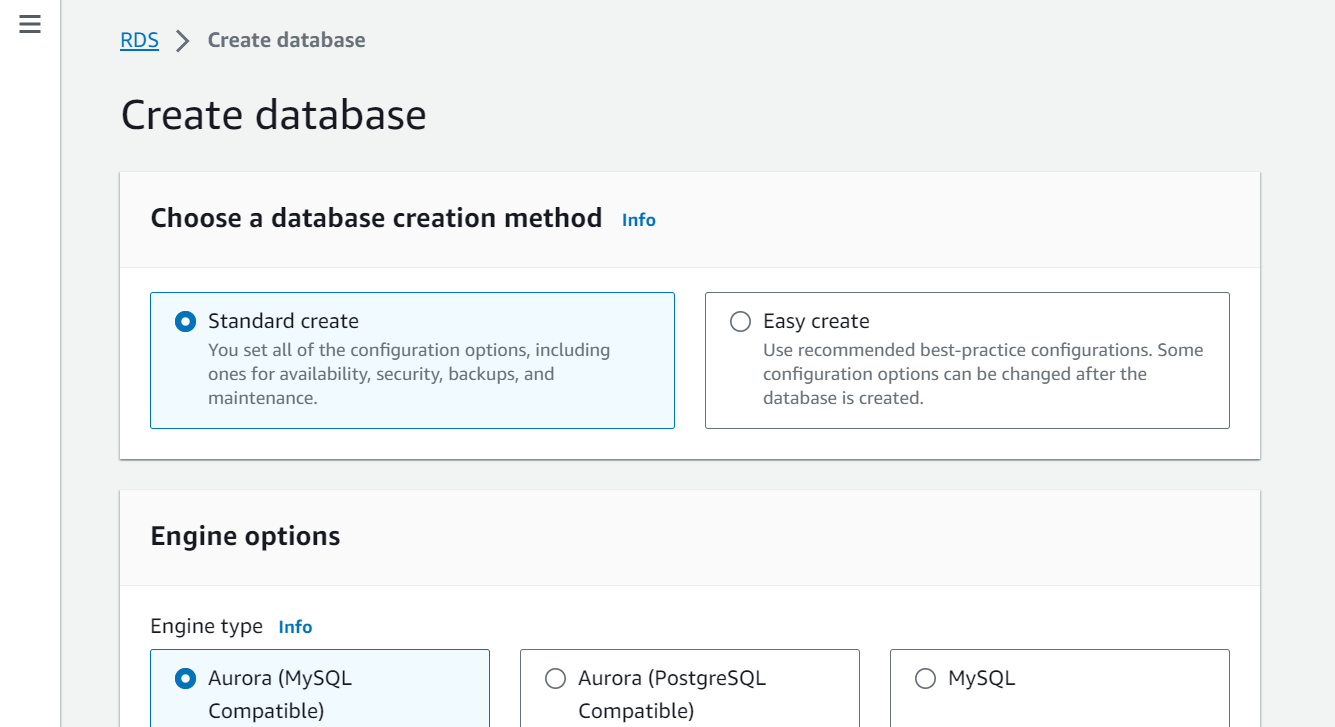 RDS > Create database
Create database
Choose a database creation method Info
Standard create
You set all of the configuration options, including
ones for availability, security, backups, and
maintenance.
Easy create
Use recommended best-practice configurations. Some
configuration options can be changed after the
database is created.
Engine options
Engine type Info
Aurora (MySQL
Compatible)
Aurora (PostgreSQL
Compatible)
MySQL